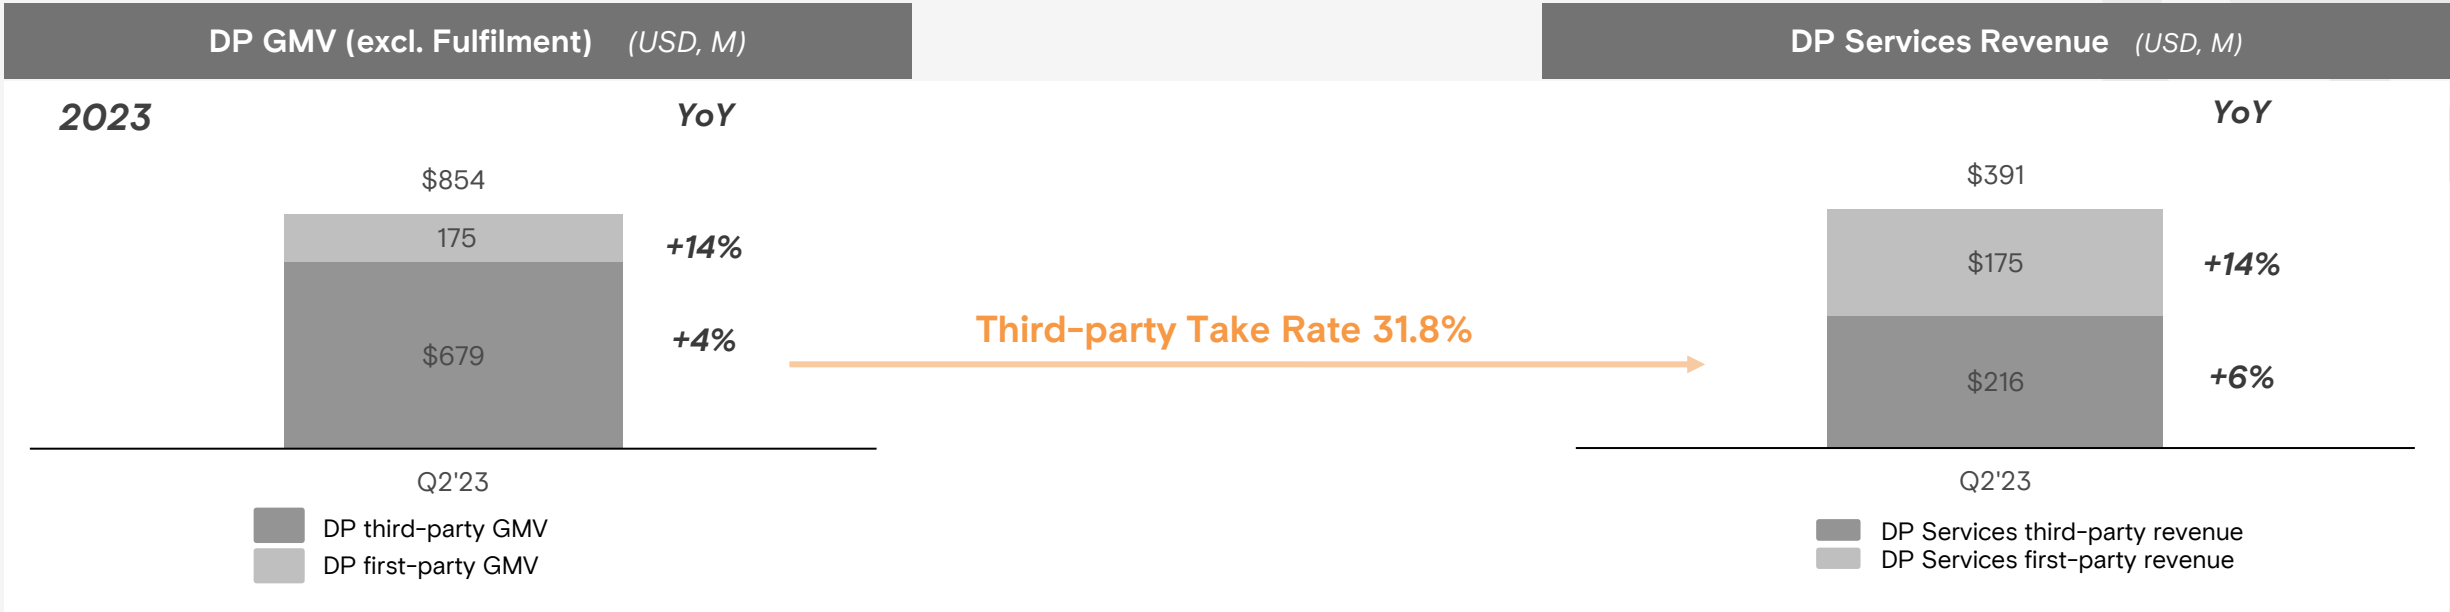 DP GMV (excl. Fulfilment) (USD, M)
2023
YoY
$854
175
+14%
$679
+4%
Q2'23
DP third-party GMV
DP first-party GMV
Third-party Take Rate 31.8%
DP Services Revenue (USD, M)
YoY
$391
$175
+14%
$216
+6%
Q2'23
DP Services third-party revenue
DP Services first-party revenue